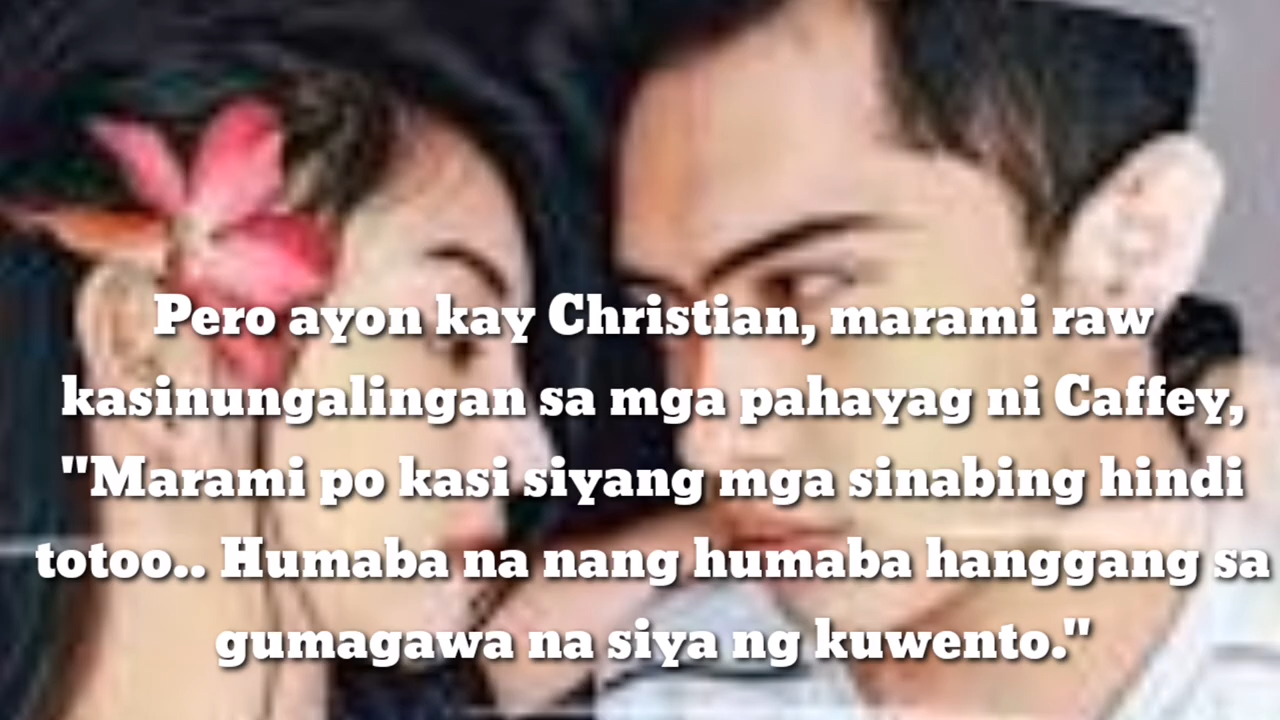 Pero ayon kay Christian, marami raw
kasinungalingan sa mga pahayag ni Caffey,
"Marami po kasi siyang mga sinabing hindi
totoo.. Humaba na nang humaba hanggang sa
gumagawa na siya ng kuwento."